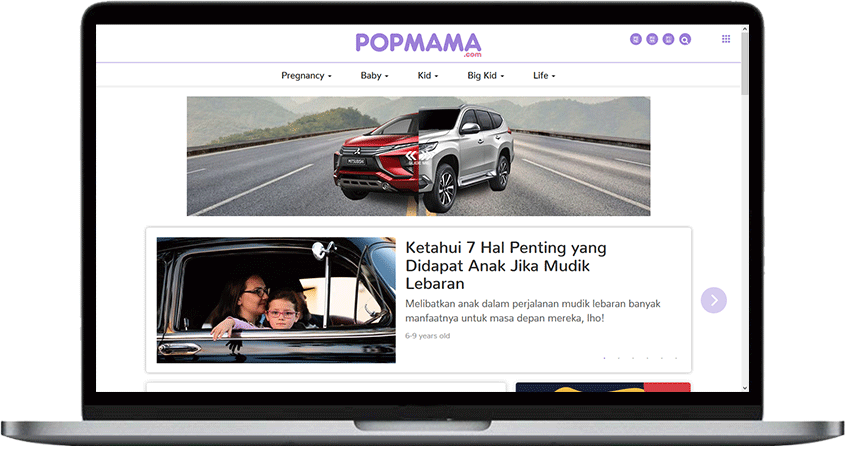 POPMAMA
.com
Pregnancy
Baby
Kid
Big Kid
Life
MITSUBISHI
Ketahui 7 Hal Penting yang
Didapat Anak Jika Mudik
Lebaran
Melibatkan anak dalam perjalanan mudik lebaran banyak
manfaatnya untuk masa depan mereka, lho!
6-9 years old